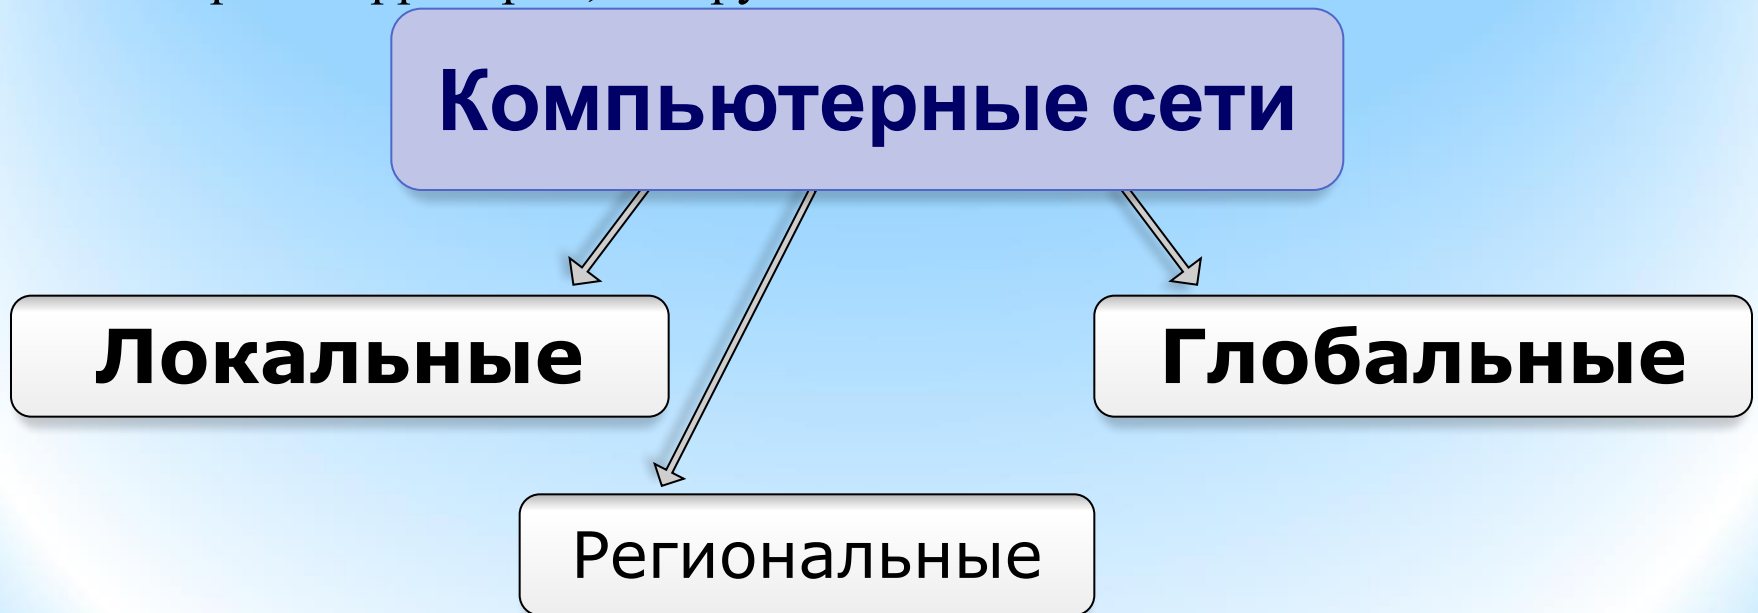 Компьютерные сети
Локальные
Глобальные
Региональные